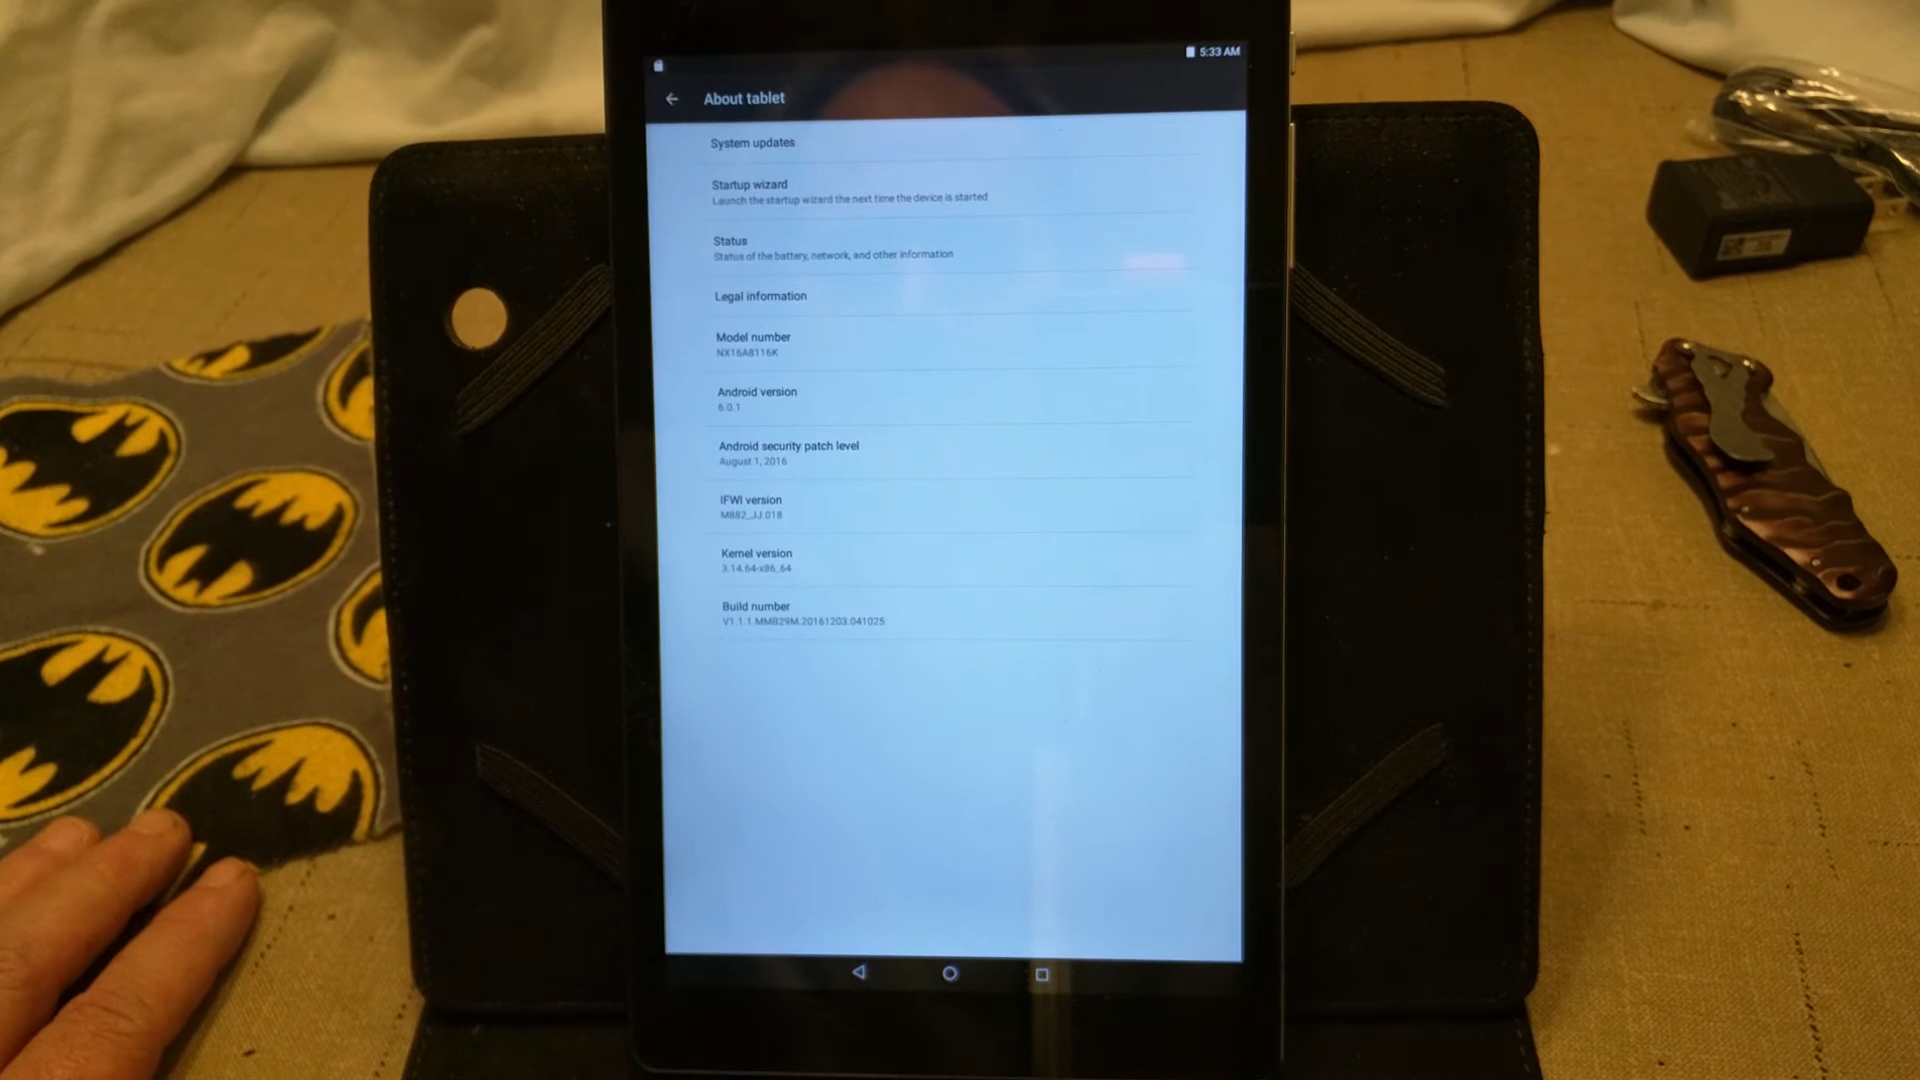 5:33 AM
About tablet
System updates
Startup wizard
Launch the startup wizard the next time the device is started
Status
Status of the battery, network, and other information
Legal information
Model number
NX16A8116K
Android version
6.0.1
Android security patch level
August 1, 2016
IFWI version
M882_JJ.018
Kernel version
3.14.64-x86_64
Build number
V1.1.1.MMB29M.20161203.041025